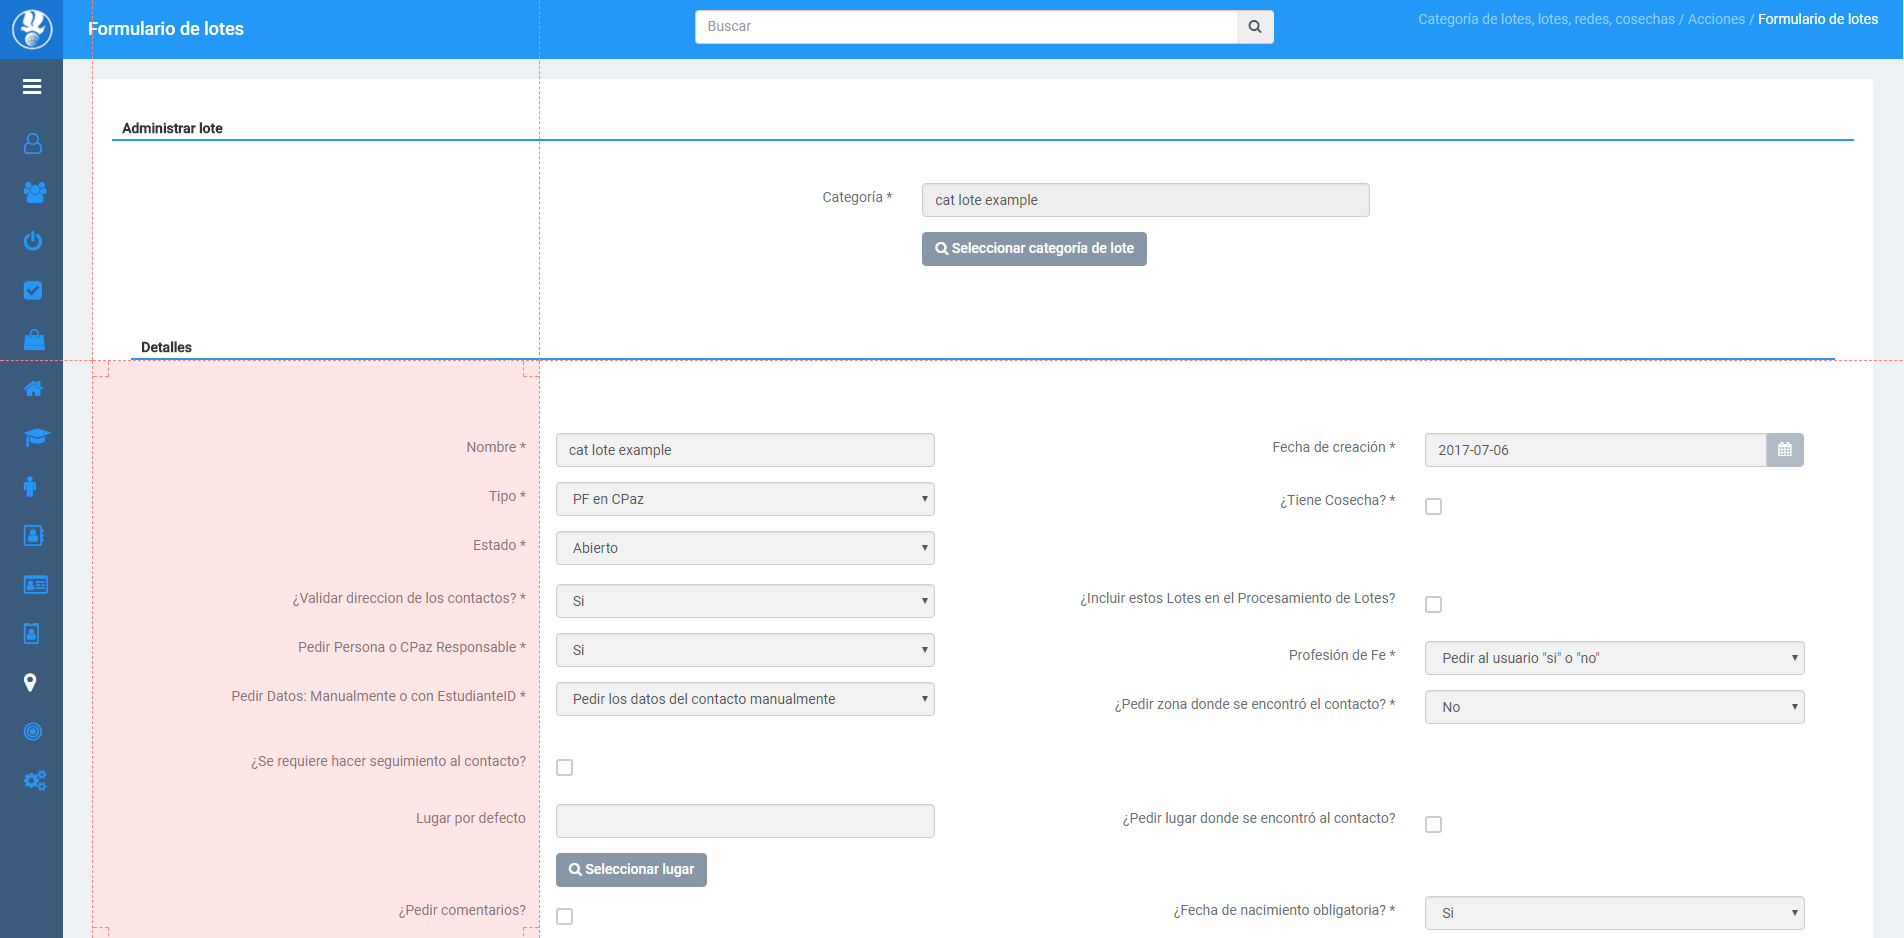 Formulario de lotes
Buscar
Categoría de lotes, lotes, redes, cosechas / Acciones / Formulario de lotes
Administrar lote
Categoría *
cat lote example
Seleccionar categoría de lote
Detalles
Nombre *
cat lote example
Fecha de creación *
2017-07-06
Tipo *
PF en CPaz
¿Tiene Cosecha? *
Estado *
Abierto
¿Validar direccion de los contactos? *
Si
¿Incluir estos Lotes en el Procesamiento de Lotes?
Pedir Persona o CPaz Responsable *
Si
Profesión de Fe *
Pedir al usuario "si" o "no"
Pedir Datos: Manualmente o con EstudianteID *
Pedir los datos del contacto manualmente
¿Pedir zona donde se encontró el contacto? *
No
¿Se requiere hacer seguimiento al contacto?
Lugar por defecto
¿Pedir lugar donde se encontró al contacto?
Seleccionar lugar
¿Pedir comentarios?
¿Fecha de nacimiento obligatoria? *
Si